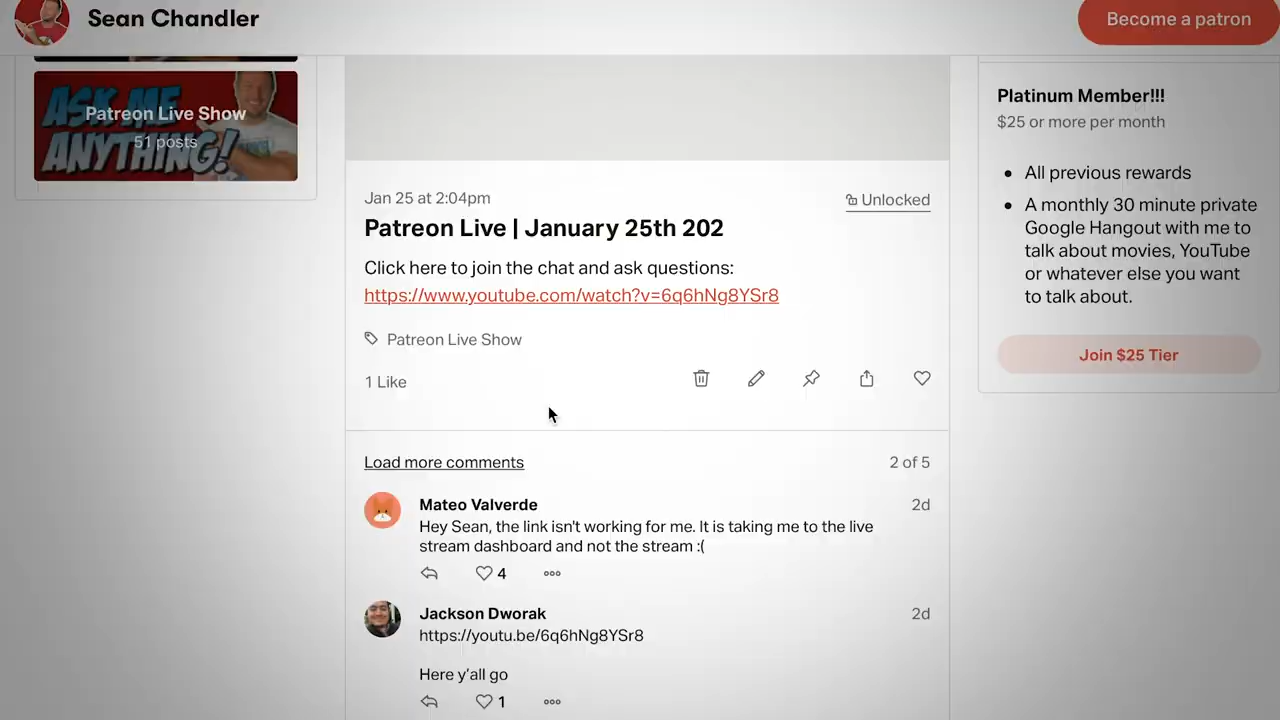 Sean Chandler
Become a patron
ASK ME
ANYTHING!
Patreon Live Show
51 posts
Jan 25 at 2:04pm
Unlocked
Patreon Live | January 25th 202
Click here to join the chat and ask questions:
https://www.youtube.com/watch?v=6q6hNg8YSr8
Patreon Live Show
1 Like
Load more comments
2 of 5
Mateo Valverde
2d
Hey Sean, the link isn't working for me. It is taking me to the live
stream dashboard and not the stream :(
4
Jackson Dworak
2d
https://youtu.be/6q6hNg8YSr8
Here y'all go
1
Platinum Member!!!
$25 or more per month
All previous rewards
A monthly 30 minute private
Google Hangout with me to
talk about movies, YouTube
or whatever else you want
to talk about.
Join $25 Tier